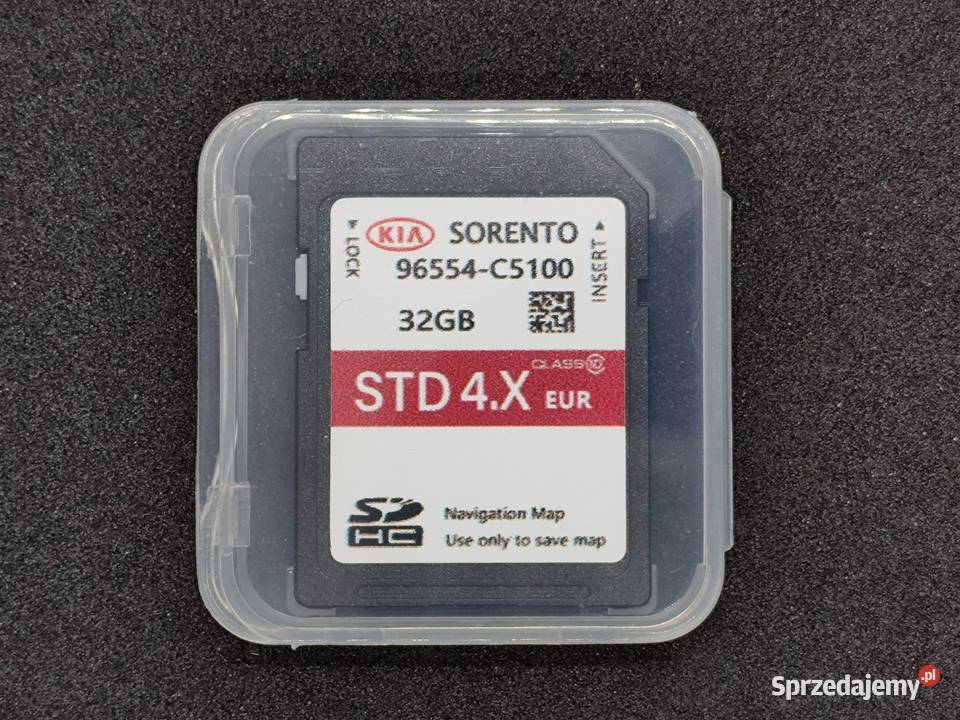 KIA SORENTO
LOCK
INSERT
96554-C5100
32GB
CLASS 10
STD 4.X EUR
SD HC
Navigation Map
Use only to save map
Sprzedajemy.pl